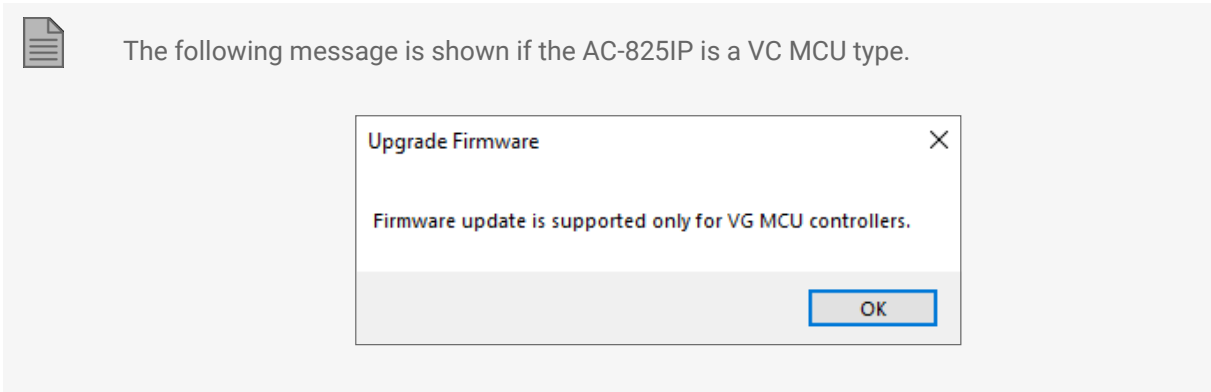 The following message is shown if the AC-825IP is a VC MCU type.
Upgrade Firmware
Firmware update is supported only for VG MCU controllers.
OK